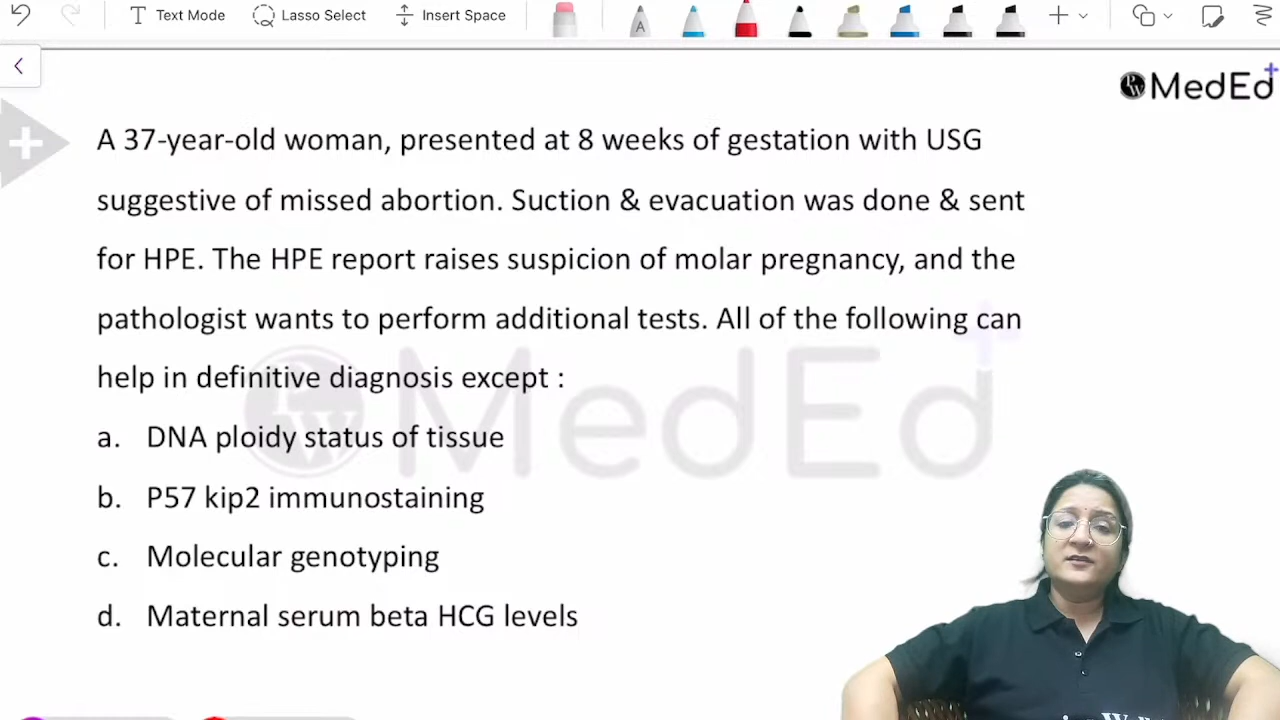 Text Mode
Lasso Select
Insert Space
A
PW MedEd+
A 37-year-old woman, presented at 8 weeks of gestation with USG
suggestive of missed abortion. Suction & evacuation was done & sent
for HPE. The HPE report raises suspicion of molar pregnancy, and the
pathologist wants to perform additional tests. All of the following can
help in definitive diagnosis except :
a. DNA ploidy status of tissue
b. P57 kip2 immunostaining
c. Molecular genotyping
d. Maternal serum beta HCG levels
PW MedEd+